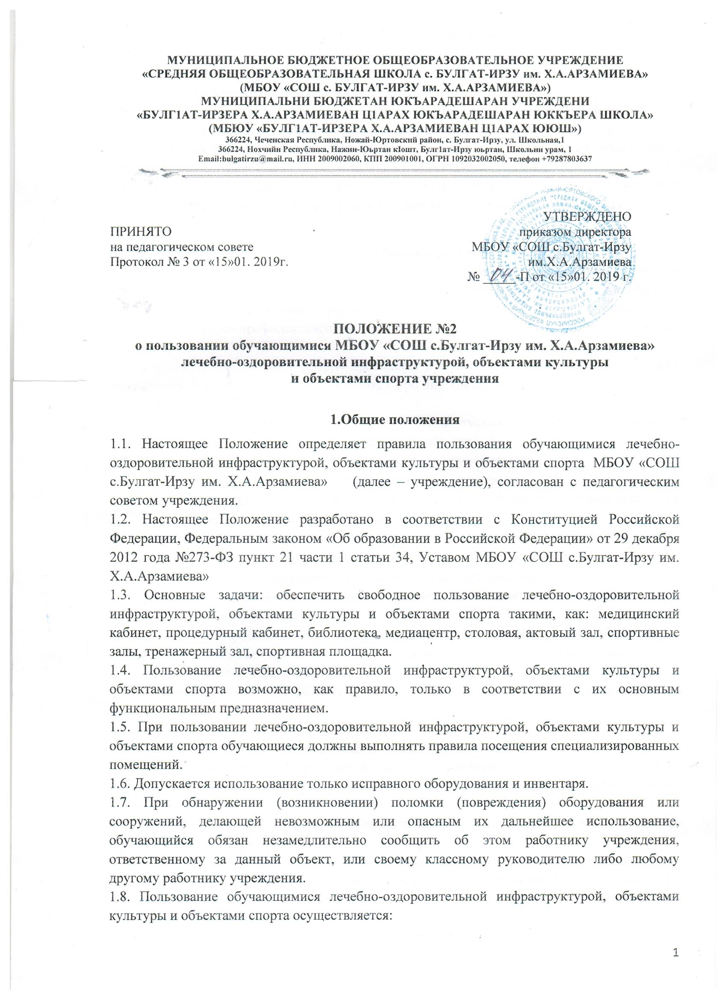 МУНИЦИПАЛЬНОЕ БЮДЖЕТНОЕ ОБЩЕОБРАЗОВАТЕЛЬНОЕ УЧРЕЖДЕНИЕ
«СРЕДНЯЯ ОБЩЕОБРАЗОВАТЕЛЬНАЯ ШКОЛА с. БУЛГАТ-ИРЗУ им. Х.А.АРЗАМИЕВА»
(МБОУ «СОШ с. БУЛГАТ-ИРЗУ им. Х.А.АРЗАМИЕВА»)
МУНИЦИПАЛЬНИ БЮДЖЕТАН ЮКЪАРАДЕШАРАН УЧРЕЖДЕНИ
«БУЛГ1АТ-ИРЗЕРА Х.А.АРЗАМИЕВАН Ц1АРАХ ЮКЪАРАДЕШАРАН ЮККЪЕРА ШКОЛА»
(МБЮУ «БУЛГ1АТ-ИРЗЕРА Х.А.АРЗАМИЕВАН Ц1АРАХ ЮЮШ»)
366224, Чеченская Республика, Ножай-Юртовский район, с. Булгат-Ирзу, ул. Школьная,1
366224, Нохчийн Республика, Нажин-Юьртан кIошт, Булг1ат-Ирзу юьртан, Школьни урам, 1
Email:bulgatirzu@mail.ru, ИНН 2009002060, КПП 200901001, ОГРН 1092032002050, телефон +79287803637
УТВЕРЖДЕНО
ПРИНЯТО приказом директора
на педагогическом совете МБОУ «СОШ с.Булгат-Ирзу
Протокол № 3 от «15»01. 2019г. им.Х.А.Арзамиева
№ 04-П от «15»01. 2019 г.
ПОЛОЖЕНИЕ №2
о пользовании обучающимися МБОУ «СОШ с.Булгат-Ирзу им. Х.А.Арзамиева»
лечебно-оздоровительной инфраструктурой, объектами культуры
и объектами спорта учреждения
1.Общие положения
1.1. Настоящее Положение определяет правила пользования обучающимися лечебно-
оздоровительной инфраструктурой, объектами культуры и объектами спорта МБОУ «СОШ
с.Булгат-Ирзу им. Х.А.Арзамиева» (далее – учреждение), согласован с педагогическим
советом учреждения.
1.2. Настоящее Положение разработано в соответствии с Конституцией Российской
Федерации, Федеральным законом «Об образовании в Российской Федерации» от 29 декабря
2012 года №273-ФЗ пункт 21 части 1 статьи 34, Уставом МБОУ «СОШ с.Булгат-Ирзу им.
Х.А.Арзамиева»
1.3. Основные задачи: обеспечить свободное пользование лечебно-оздоровительной
инфраструктурой, объектами культуры и объектами спорта такими, как: медицинский
кабинет, процедурный кабинет, библиотека, медиацентр, столовая, актовый зал, спортивные
залы, тренажерный зал, спортивная площадка.
1.4. Пользование лечебно-оздоровительной инфраструктурой, объектами культуры и
объектами спорта возможно, как правило, только в соответствии с их основным
функциональным предназначением.
1.5. При пользовании лечебно-оздоровительной инфраструктурой, объектами культуры и
объектами спорта обучающиеся должны выполнять правила посещения специализированных
помещений.
1.6. Допускается использование только исправного оборудования и инвентаря.
1.7. При обнаружении (возникновении) поломки (повреждения) оборудования или
сооружений, делающей невозможным или опасным их дальнейшее использование,
обучающийся обязан незамедлительно сообщить об этом работнику учреждения,
ответственному за данный объект, или своему классному руководителю либо любому
другому работнику учреждения.
1.8. Пользование обучающимися лечебно-оздоровительной инфраструктурой, объектами
культуры и объектами спорта осуществляется:
1